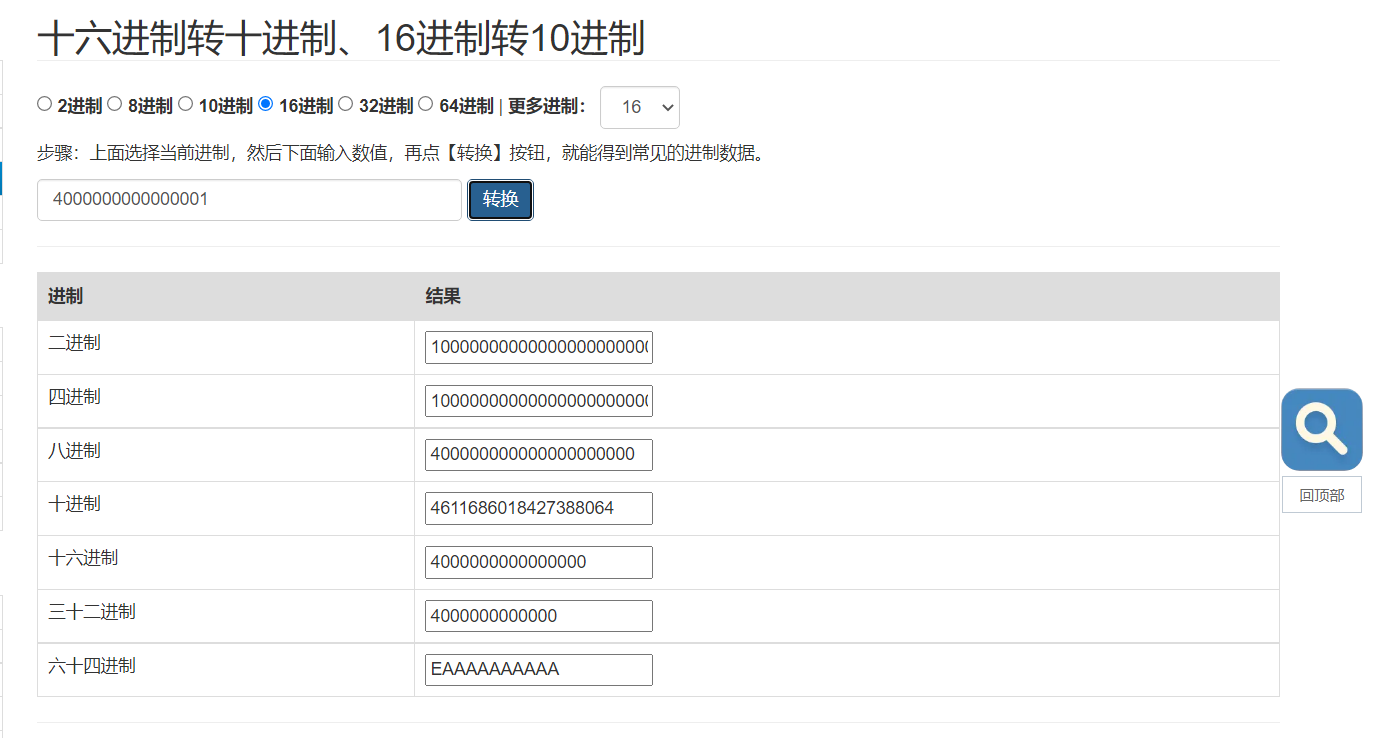 十六进制转十进制、16进制转10进制
2进制 8进制 10进制 16进制 32进制 64进制 | 更多进制： 16
步骤：上面选择当前进制，然后下面输入数值，再点【转换】按钮，就能得到常见的进制数据。
4000000000000001 转换
进制 结果
二进制 10000000000000000000000
四进制 10000000000000000000000
八进制 400000000000000000000
十进制 4611686018427388064
十六进制 4000000000000000
回顶部
三十二进制 4000000000000
六十四进制 EAAAAAAAAAA